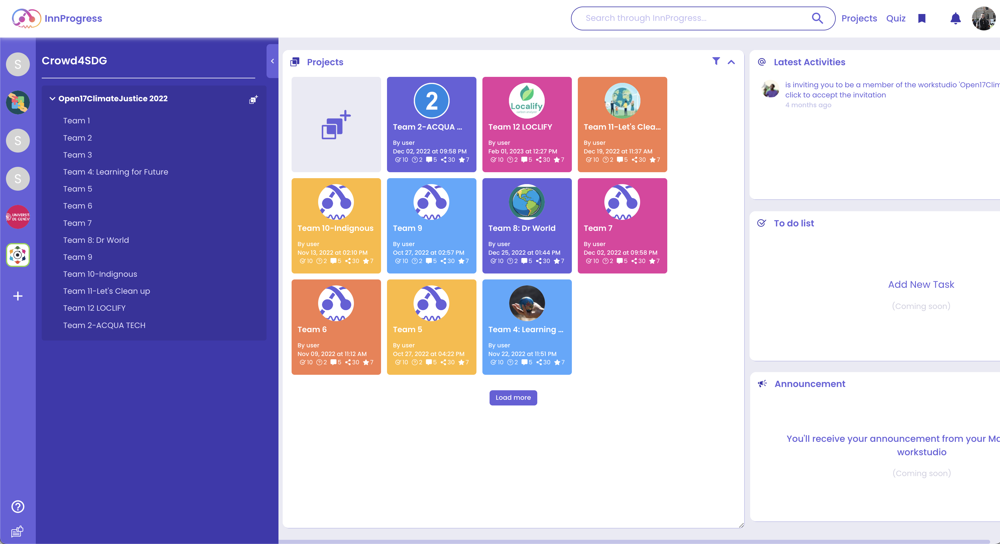 InnProgress
Search through InnProgress...
Projects
Quiz
S
S
S
UNIVERSIT
DE GENÈV
Crowd4SDG
Open17ClimateJustice 2022
Team 1
Team 2
Team 3
Team 4: Learning for Future
Team 5
Team 6
Team 7
Team 8: Dr World
Team 9
Team 10-Indignous
Team 11-Let's Clean up
Team 12 LOCLIFY
Team 2-ACQUA TECH
Projects
2
Team 2-ACQUA ...
By user
Dec 02, 2022 at 09:58 PM
10 2 5 30 7
Localify
carbon analyzer
Team 12 LOCLIFY
By user
Feb 01, 2023 at 12:27 PM
10 2 5 30 7
Team 11-Let's Clea...
By user
Dec 19, 2022 at 11:37 AM
10 2 5 30 7
Team 10-Indignous
By user
Nov 13, 2022 at 02:10 PM
10 2 5 30 7
Team 9
By user
Oct 27, 2022 at 02:57 PM
10 2 5 30 7
Team 8: Dr World
By user
Dec 25, 2022 at 01:44 PM
10 2 5 30 7
Team 7
By user
Dec 02, 2022 at 09:58 PM
10 2 5 30 7
Team 6
By user
Nov 09, 2022 at 11:12 AM
10 2 5 30 7
Team 5
By user
Oct 27, 2022 at 04:22 PM
10 2 5 30 7
Team 4: Learning ...
By user
Nov 22, 2022 at 11:51 PM
10 2 5 30 7
Load more
Latest Activities
is inviting you to be a member of the workstudio 'Open17Clim
click to accept the invitation
4 months ago
To do list
Add New Task
(Coming soon)
Announcement
You'll receive your announcement from your Ma
workstudio
(Coming soon)